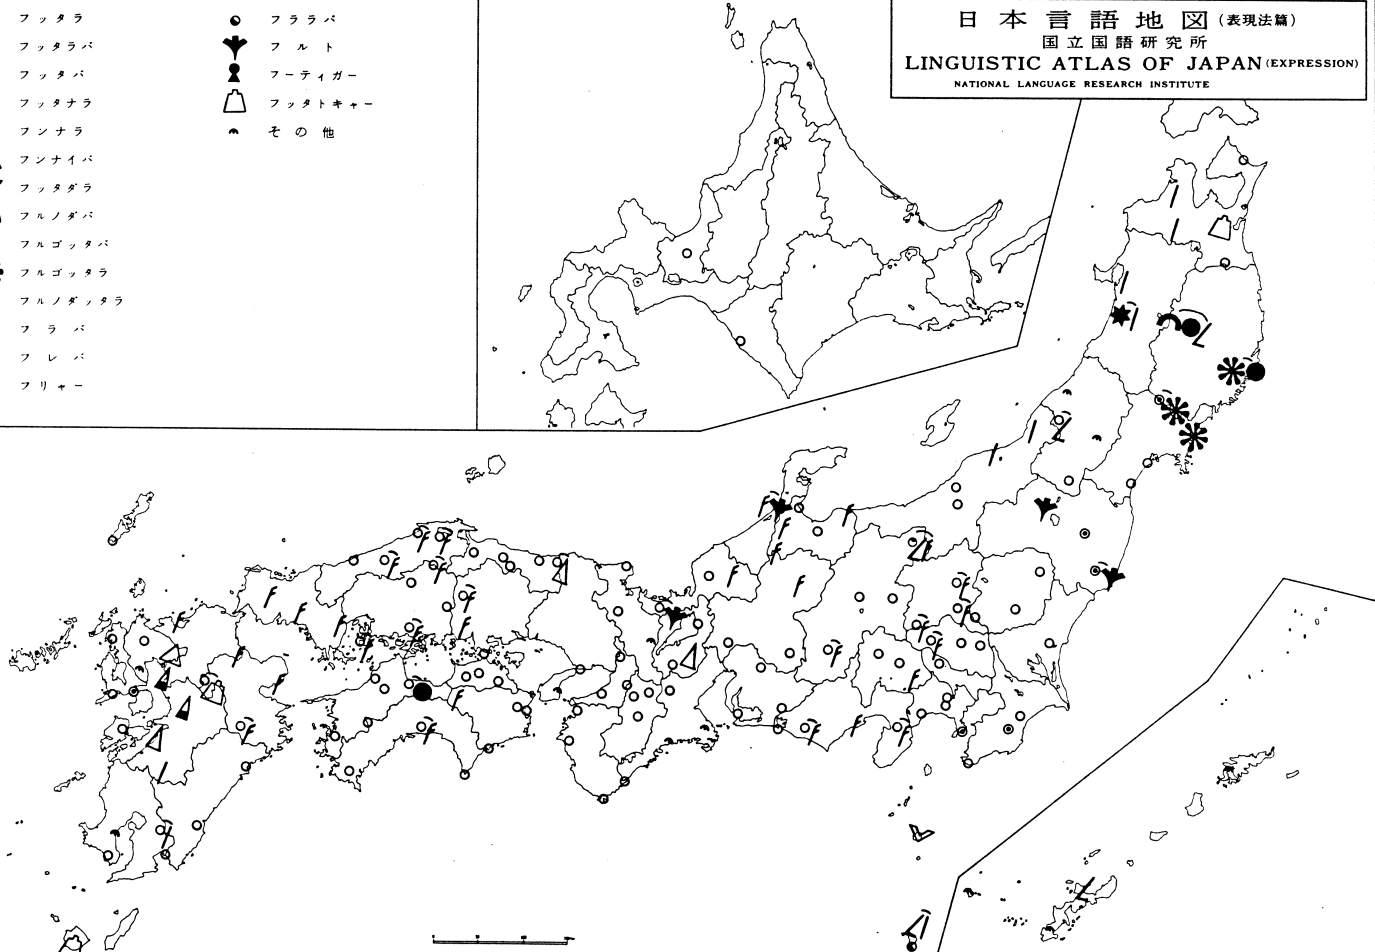 フッタラ
フッタラバ
フッタバ
フッタナラ
フンナラ
フンナイバ
フッタダラ
フルノダバ
フルゴッタバ
フルゴッタラ
フルノダッタラ
フラバ
フレバ
フリャー
フララバ
フルト
フーティガー
フッタトキャー
その他
日本言語地図(表現法篇)
国立国語研究所
LINGUISTIC ATLAS OF JAPAN (EXPRESSION)
NATIONAL LANGUAGE RESEARCH INSTITUTE